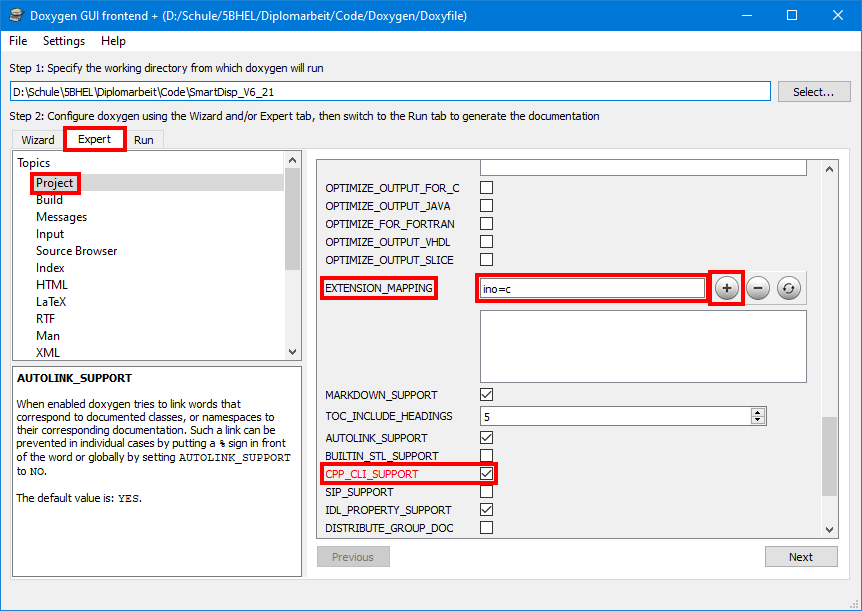 Doxygen GUI frontend + (D:/Schule/5BHEL/Diplomarbeit/Code/Doxygen/Doxyfile)
File Settings Help
Step 1: Specify the working directory from which doxygen will run
D:\Schule\5BHEL\Diplomarbeit\Code\SmartDisp_V6_21
Select...
Step 2: Configure doxygen using the Wizard and/or Expert tab, then switch to the Run tab to generate the documentation
Wizard Expert Run
Topics
Project
Build
Messages
Input
Source Browser
Index
HTML
LaTeX
RTF
Man
XML
AUTOLINK_SUPPORT
When enabled doxygen tries to link words that
correspond to documented classes, or namespaces to
their corresponding documentation. Such a link can be
prevented in individual cases by putting a % sign in front
of the word or globally by setting AUTOLINK_SUPPORT
to NO.
The default value is: YES.
OPTIMIZE_OUTPUT_FOR_C
OPTIMIZE_OUTPUT_JAVA
OPTIMIZE_FOR_FORTRAN
OPTIMIZE_OUTPUT_VHDL
OPTIMIZE_OUTPUT_SLICE
EXTENSION_MAPPING ino=c
MARKDOWN_SUPPORT
TOC_INCLUDE_HEADINGS 5
AUTOLINK_SUPPORT
BUILTIN_STL_SUPPORT
CPP_CLI_SUPPORT
SIP_SUPPORT
IDL_PROPERTY_SUPPORT
DISTRIBUTE_GROUP_DOC
Previous Next